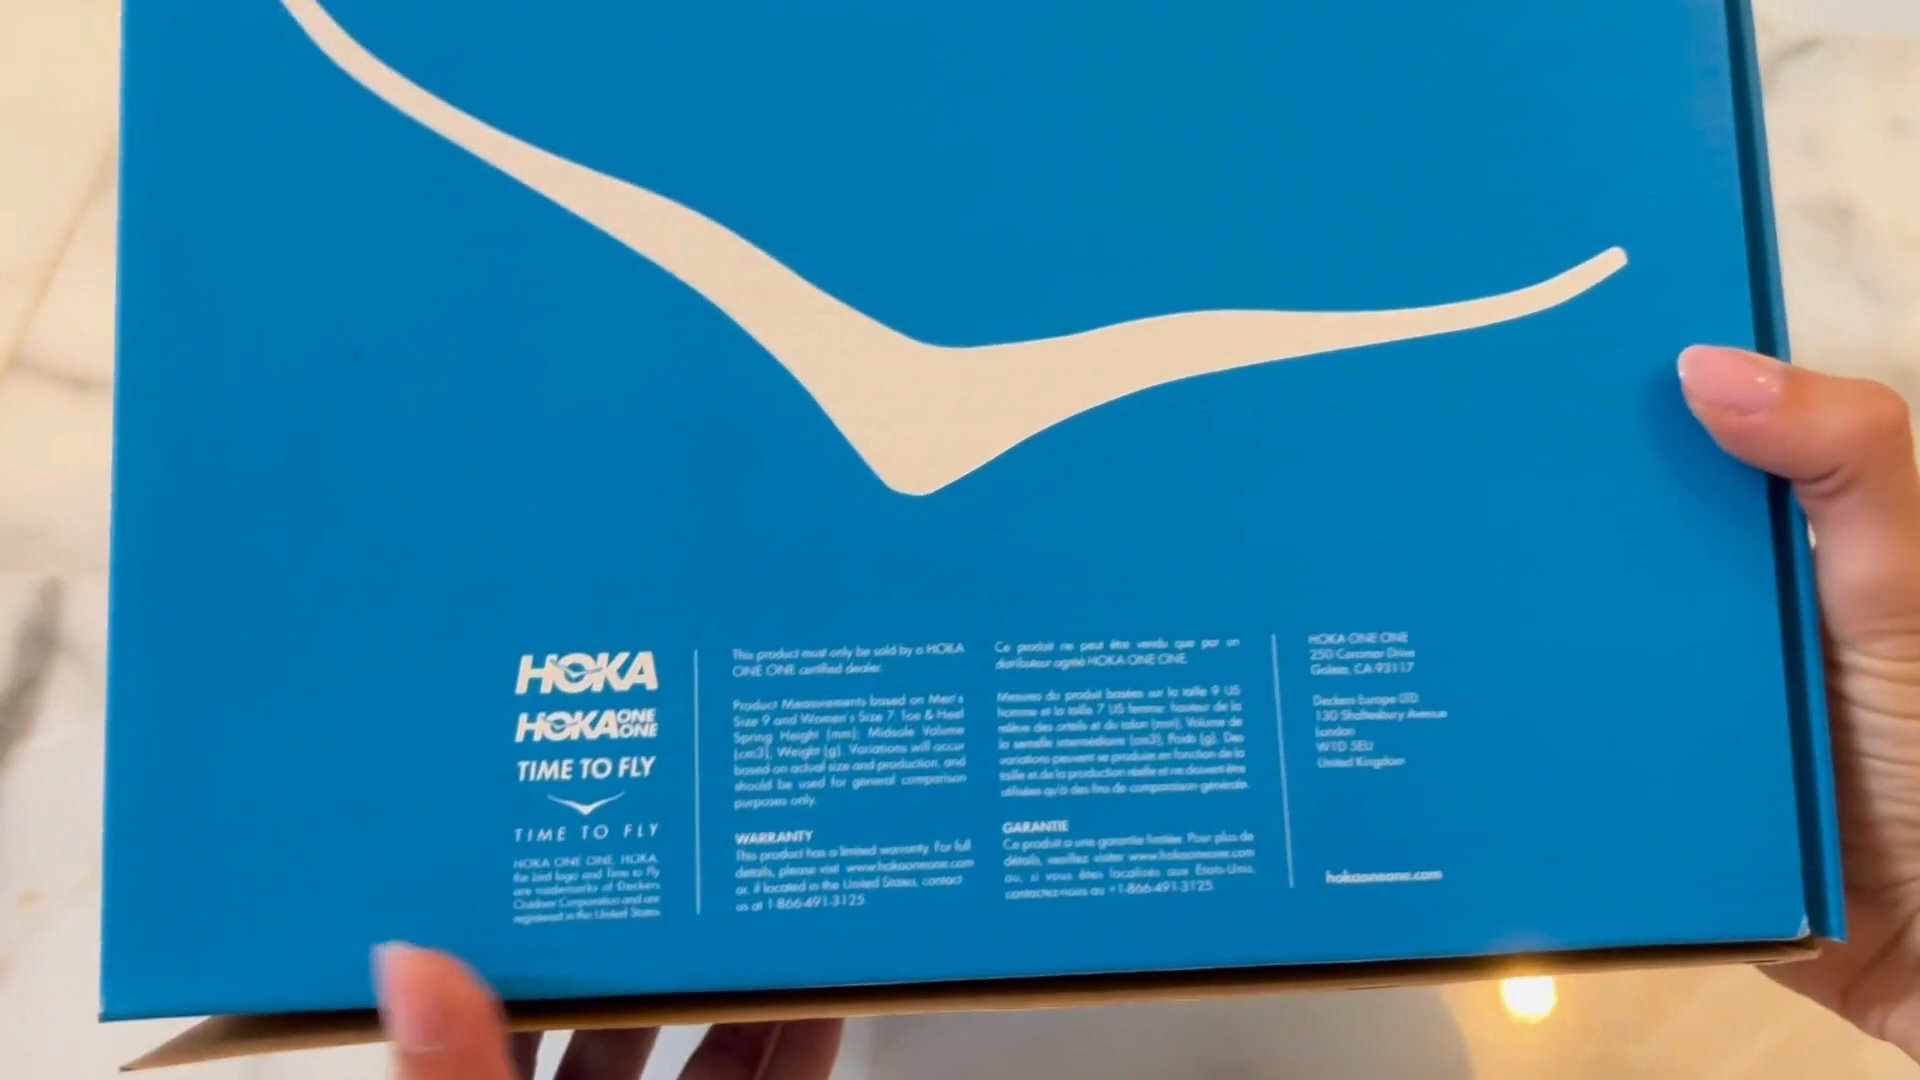 HOKA
HOKA ONE ONE
TIME TO FLY
TIME TO FLY
HOKA ONE ONE, HOKA,
the bird logo and Time to Fly
are trademarks of Deckers
Outdoor Corporation and are
registered in the United States.
This product must only be sold by a HOKA
ONE ONE certified dealer.
Product Measurements based on Men's
Size 9 and Women's Size 7: Toe & Heel
Spring Height (mm); Midsole Volume
(cm3); Weight (g). Variations will occur
based on actual size and production, and
should be used for general comparison
purposes only.
WARRANTY
This product has a limited warranty. For full
details, please visit www.hokaoneone.com
or, if located in the United States, contact
us at 1-866-491-3125
Ce produit ne peut être vendu que par un
distributeur agréé HOKA ONE ONE.
Mesures du produit basées sur la taille 9 US
homme et la taille 7 US femme: hauteur de la
relève des orteils et du talon (mm); Volume de
la semelle intermédiaire (cm3); Poids (g). Des
variations peuvent se produire en fonction de la
taille et de la production réelle et ne doivent être
utilisées qu'à des fins de comparaison générale.
GARANTIE
Ce produit a une garantie limitée. Pour plus de
détails, veuillez visiter www.hokaoneone.com
ou, si vous êtes localisés aux Etats-Unis,
contactez-nous au +1-866-491-3125
HOKA ONE ONE
250 Coromar Drive
Goleta, CA 93117
Deckers Europe LTD
130 Shaftesbury Avenue
London
W1D 5EU
United Kingdom
hokaoneone.com